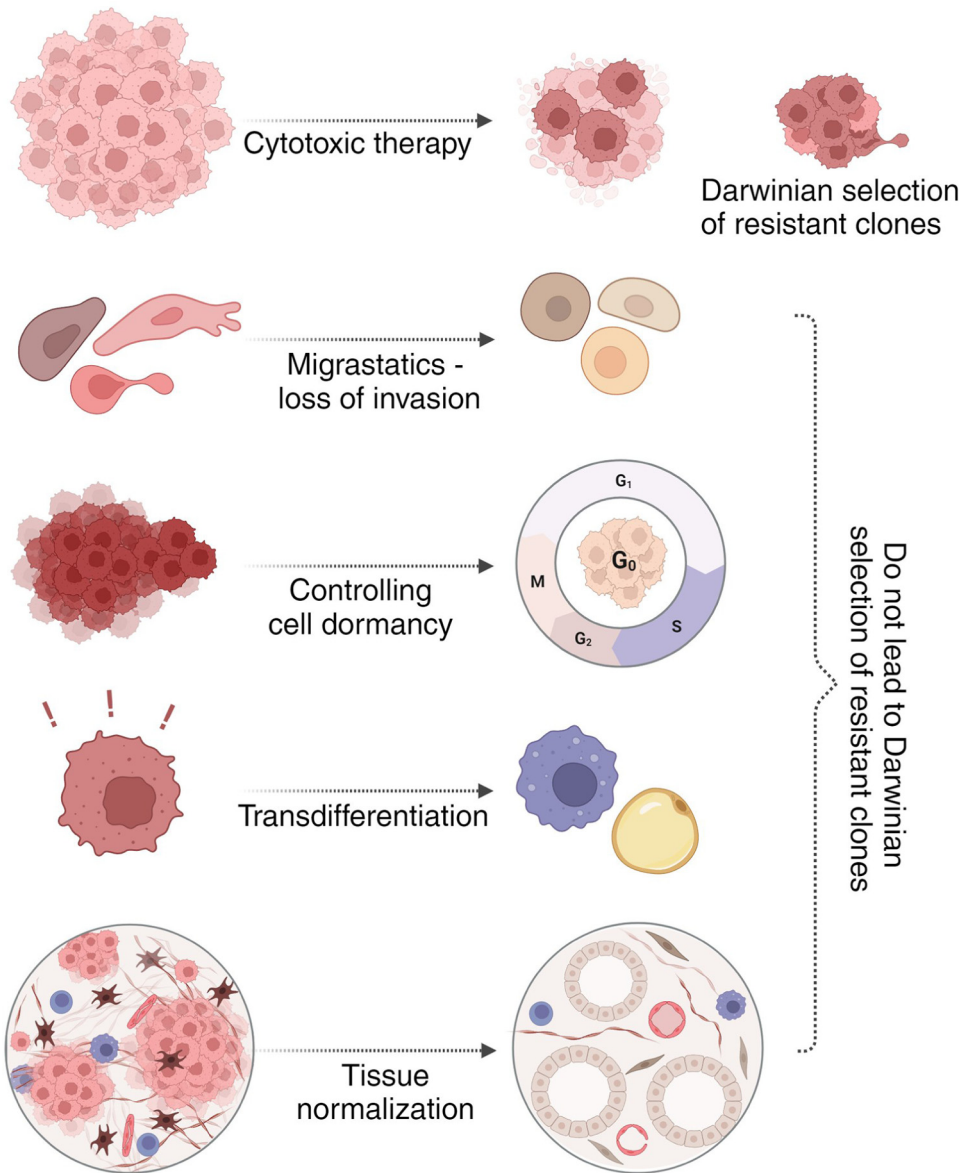 Cytotoxic therapy
Darwinian selection
of resistant clones
Migrastatics -
loss of invasion
G₁
G₀
M
G₂
S
Controlling
cell dormancy
! ! !
Transdifferentiation
Tissue
normalization
Do not lead to Darwinian
selection of resistant clones